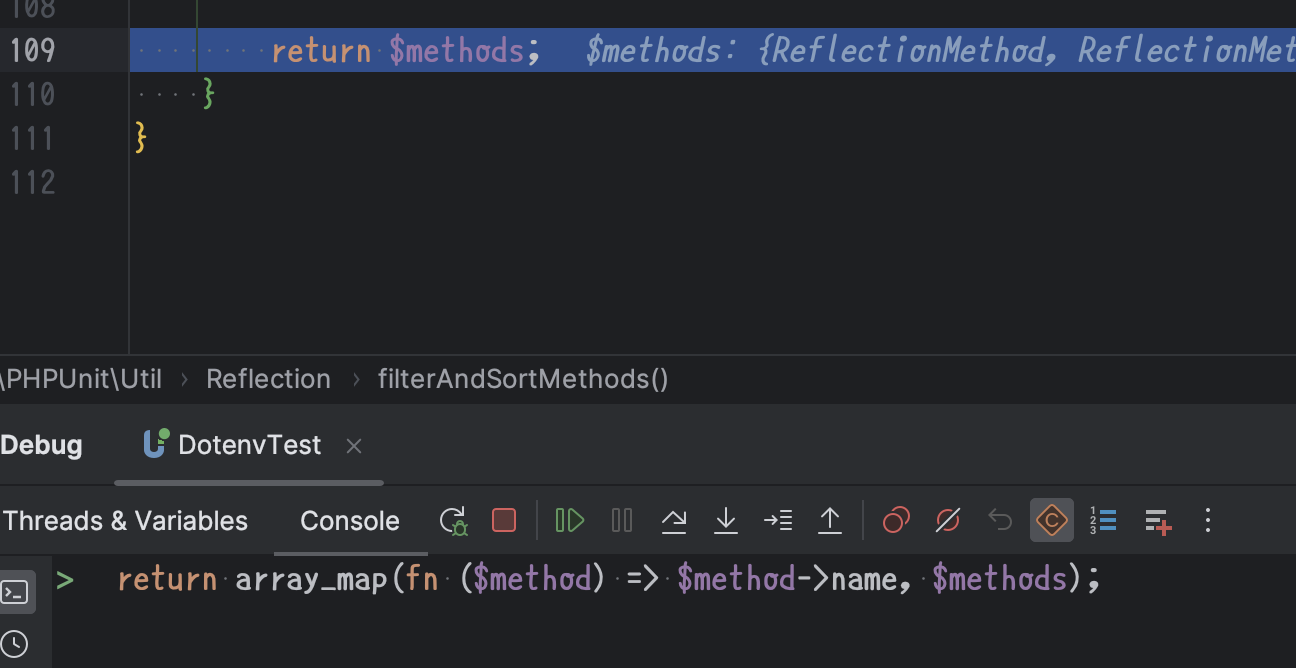 108
109 return $methods; $methods: {ReflectionMethod, ReflectionMet
110 }
111 }
112
\PHPUnit\Util › Reflection › filterAndSortMethods()
Debug DotenvTest ×
Threads & Variables Console
> return array_map(fn ($method) => $method->name, $methods);